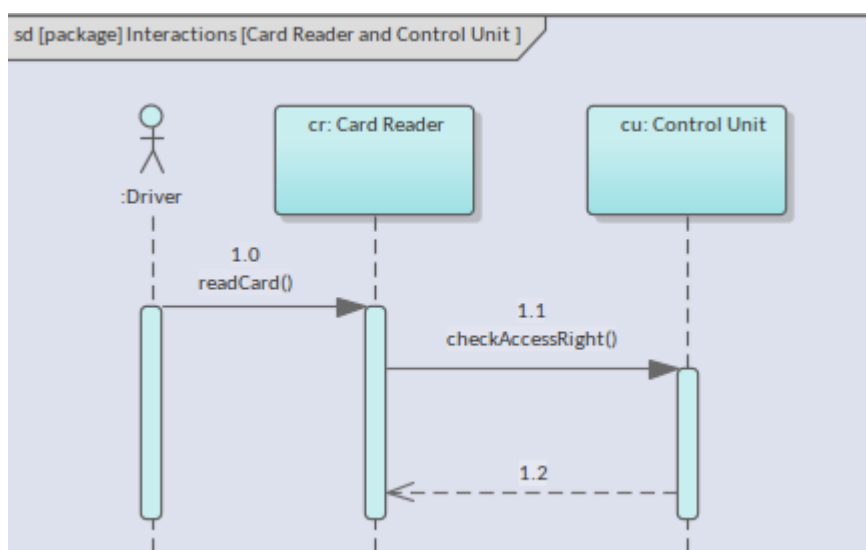 sd [package] Interactions [Card Reader and Control Unit ]
cr: Card Reader
cu: Control Unit
:Driver
1.0
readCard()
1.1
checkAccessRight()
1.2